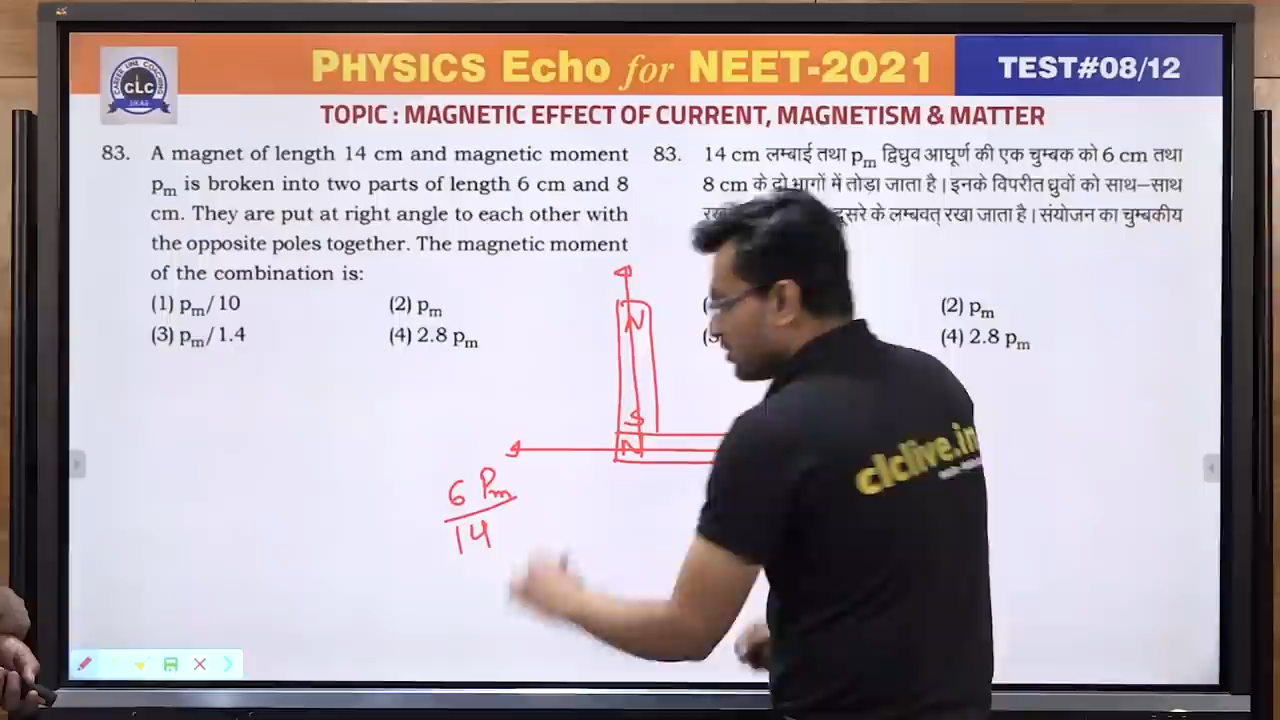 CAREER LINE COACHING
CLC
SIKAR
PHYSICS Echo for NEET-2021
TEST#08/12
TOPIC : MAGNETIC EFFECT OF CURRENT, MAGNETISM & MATTER
83. A magnet of length 14 cm and magnetic moment
pm is broken into two parts of length 6 cm and 8
cm. They are put at right angle to each other with
the opposite poles together. The magnetic moment
of the combination is:
(1) pm/10 (2) pm
(3) pm/1.4 (4) 2.8 pm
83. 14 cm लम्बाई तथा pm द्विध्रुव आघूर्ण की एक चुम्बक को 6 cm तथा
8 cm के दो भागों में तोडा जाता है। इनके विपरीत ध्रुवों को साथ–साथ
दूसरे के लम्बवत् रखा जाता है। संयोजन का चुम्बकीय
(2) pm
(4) 2.8 pm
N
S
N
6 Pm
14
clclive.in